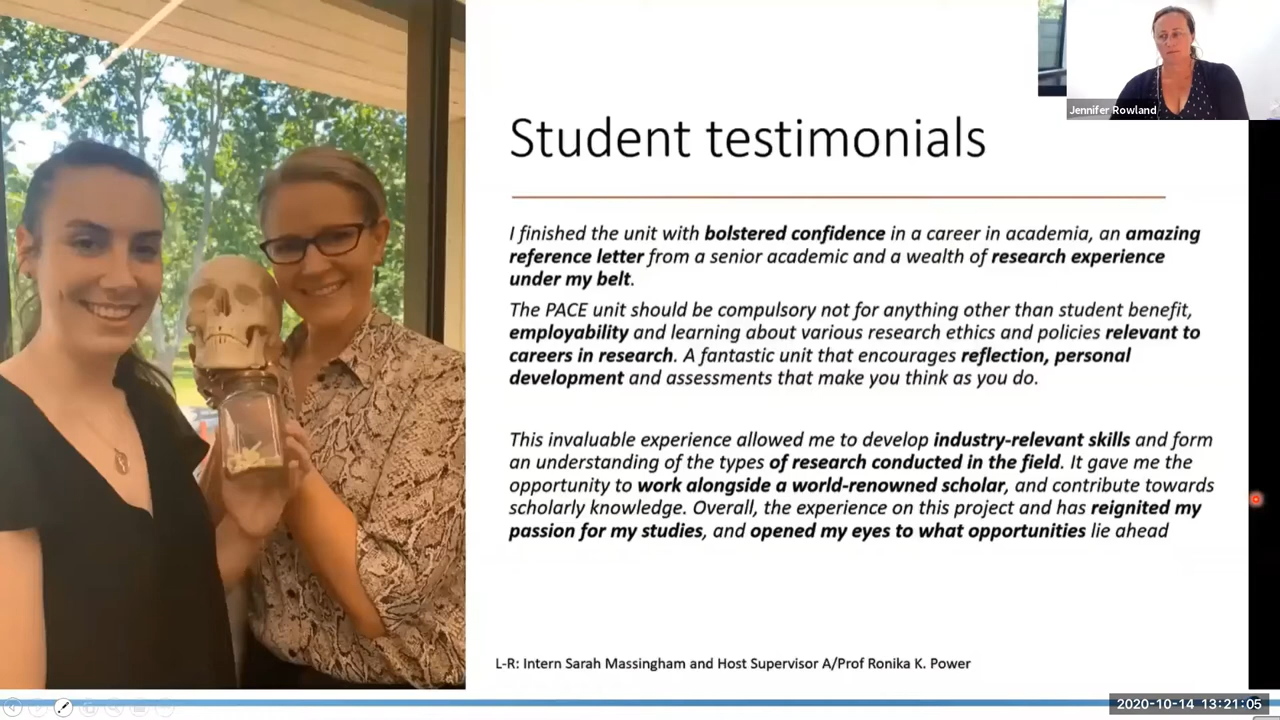 Jennifer Rowland
Student testimonials
I finished the unit with bolstered confidence in a career in academia, an amazing
reference letter from a senior academic and a wealth of research experience
under my belt.
The PACE unit should be compulsory not for anything other than student benefit,
employability and learning about various research ethics and policies relevant to
careers in research. A fantastic unit that encourages reflection, personal
development and assessments that make you think as you do.
This invaluable experience allowed me to develop industry-relevant skills and form
an understanding of the types of research conducted in the field. It gave me the
opportunity to work alongside a world-renowned scholar, and contribute towards
scholarly knowledge. Overall, the experience on this project and has reignited my
passion for my studies, and opened my eyes to what opportunities lie ahead
L-R: Intern Sarah Massingham and Host Supervisor A/Prof Ronika K. Power
2020-10-14 13:21:05